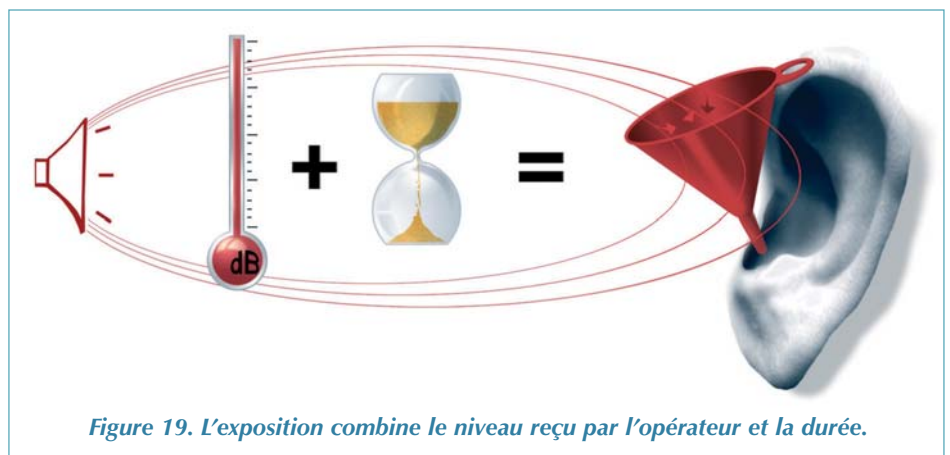 dB
Figure 19. L’exposition combine le niveau reçu par l’opérateur et la durée.